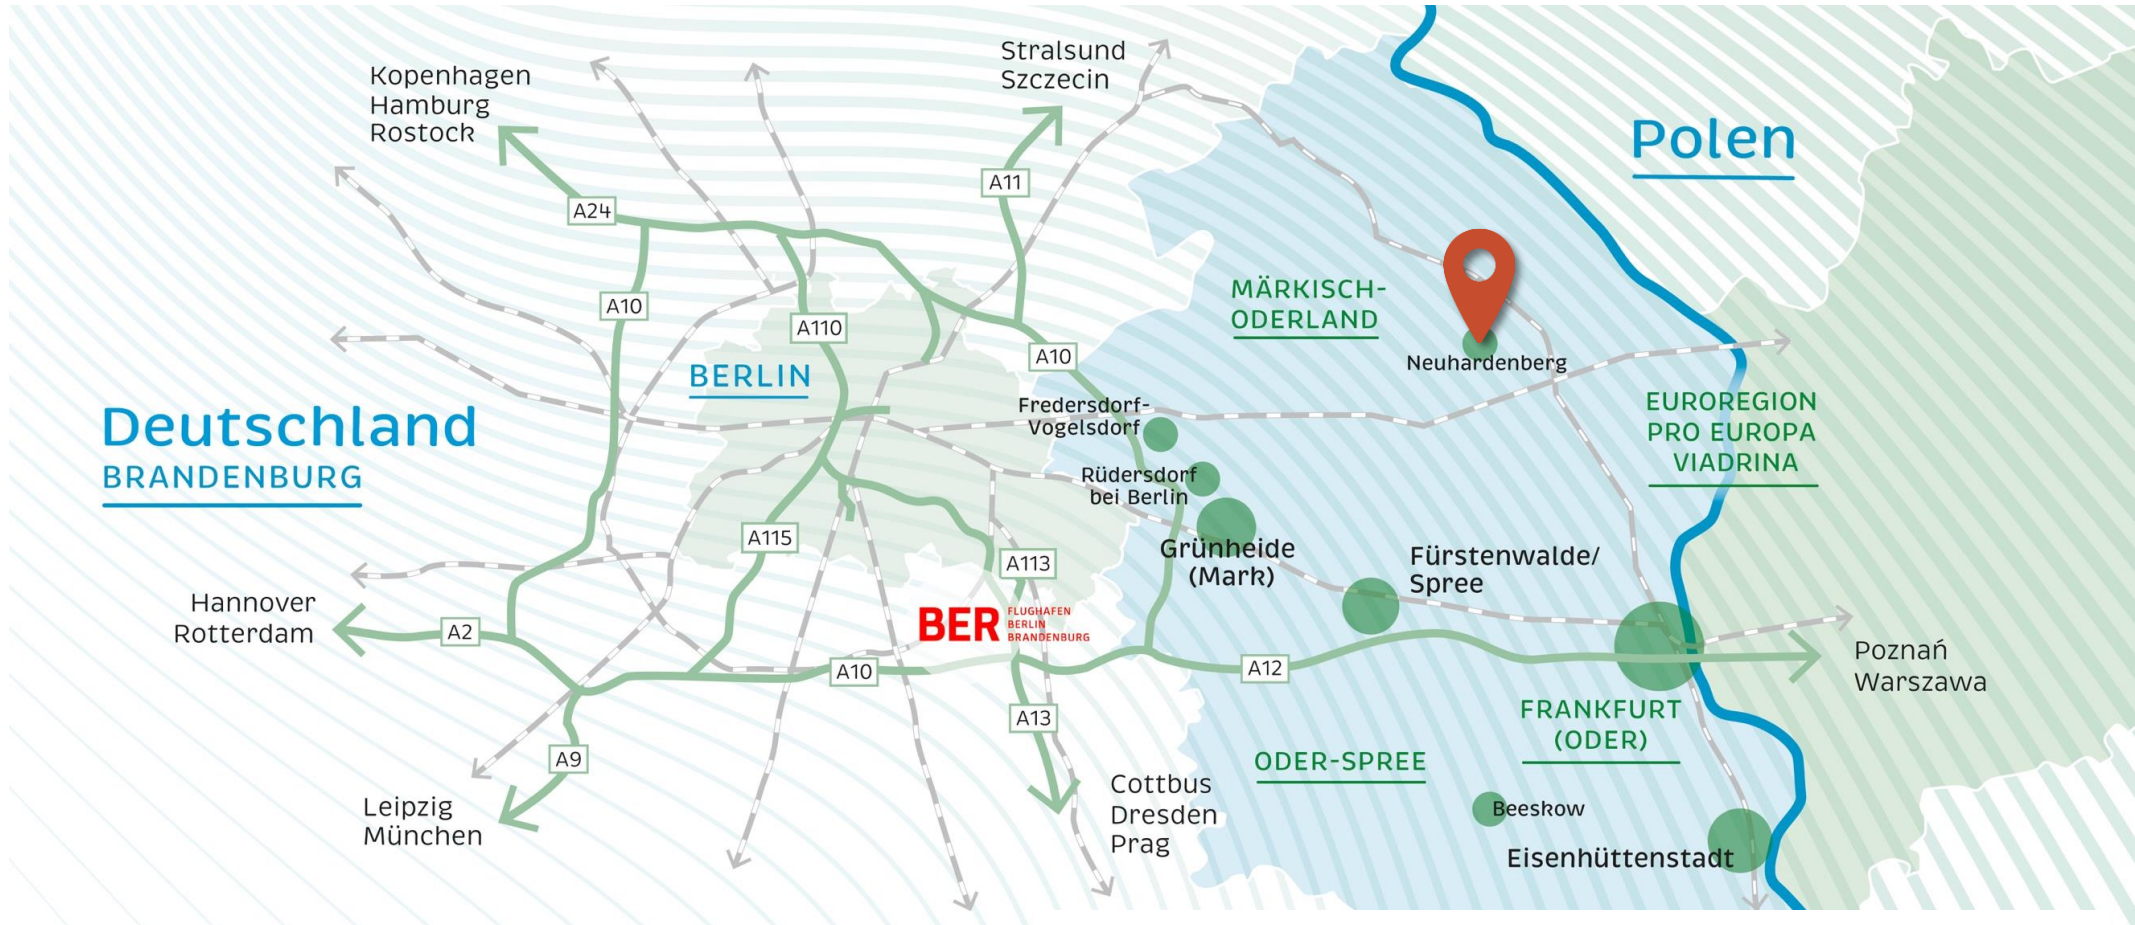 Kopenhagen
Hamburg
Rostock
Stralsund
Szczecin
Polen
A11
A24
A10
A110
A10
MÄRKISCH-
ODERLAND
Neuhardenberg
BERLIN
Deutschland
BRANDENBURG
Fredersdorf-
Vogelsdorf
EUROREGION
PRO EUROPA
VIADRINA
Rüdersdorf
bei Berlin
A115
A113
Grünheide
(Mark)
Fürstenwalde/
Spree
Hannover
Rotterdam
A2
BER
FLUGHAFEN
BERLIN
BRANDENBURG
A10
A12
Poznań
Warszawa
A13
FRANKFURT
(ODER)
A9
ODER-SPREE
Leipzig
München
Cottbus
Dresden
Prag
Beeskow
Eisenhüttenstadt